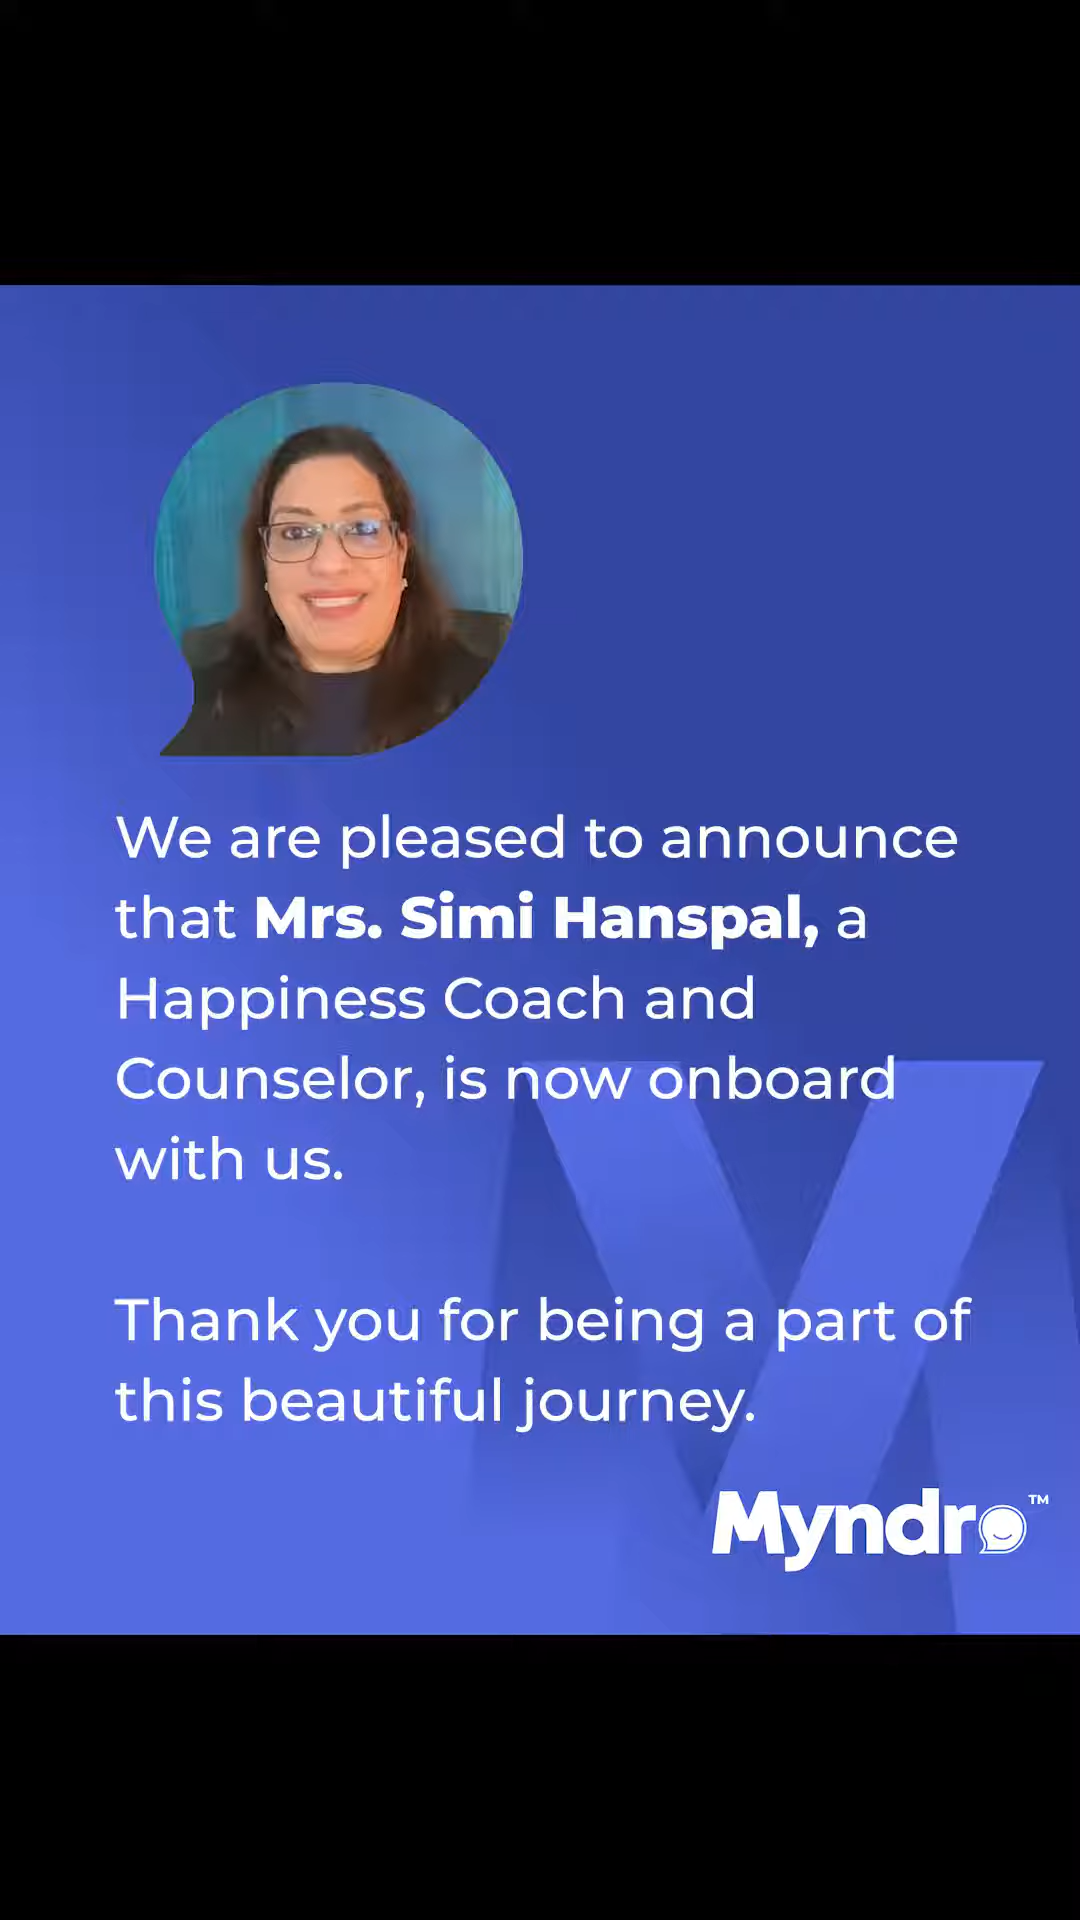 We are pleased to announce
that Mrs. Simi Hanspal, a
Happiness Coach and
Counselor, is now onboard
with us.
Thank you for being a part of
this beautiful journey.
Myndro™